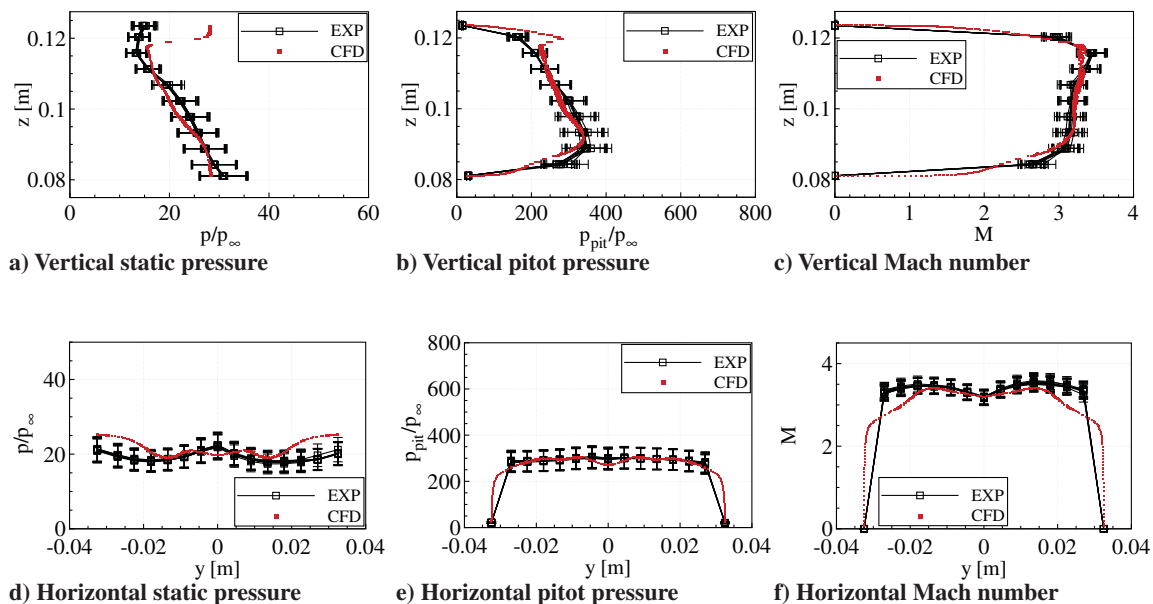 0.12
0.1
0.08
z [m]
EXP
CFD
0 20 40 60
p/p∞
a) Vertical static pressure
0.12
0.1
0.08
z [m]
EXP
CFD
0 200 400 600 800
p_pit/p∞
b) Vertical pitot pressure
0.12
0.1
0.08
z [m]
EXP
CFD
0 1 2 3 4
M
c) Vertical Mach number
40
20
0
p/p∞
EXP
CFD
-0.04 -0.02 0 0.02 0.04
y [m]
d) Horizontal static pressure
800
600
400
200
0
p_pit/p∞
EXP
CFD
-0.04 -0.02 0 0.02 0.04
y [m]
e) Horizontal pitot pressure
4
2
0
M
EXP
CFD
-0.04 -0.02 0 0.02 0.04
y [m]
f) Horizontal Mach number